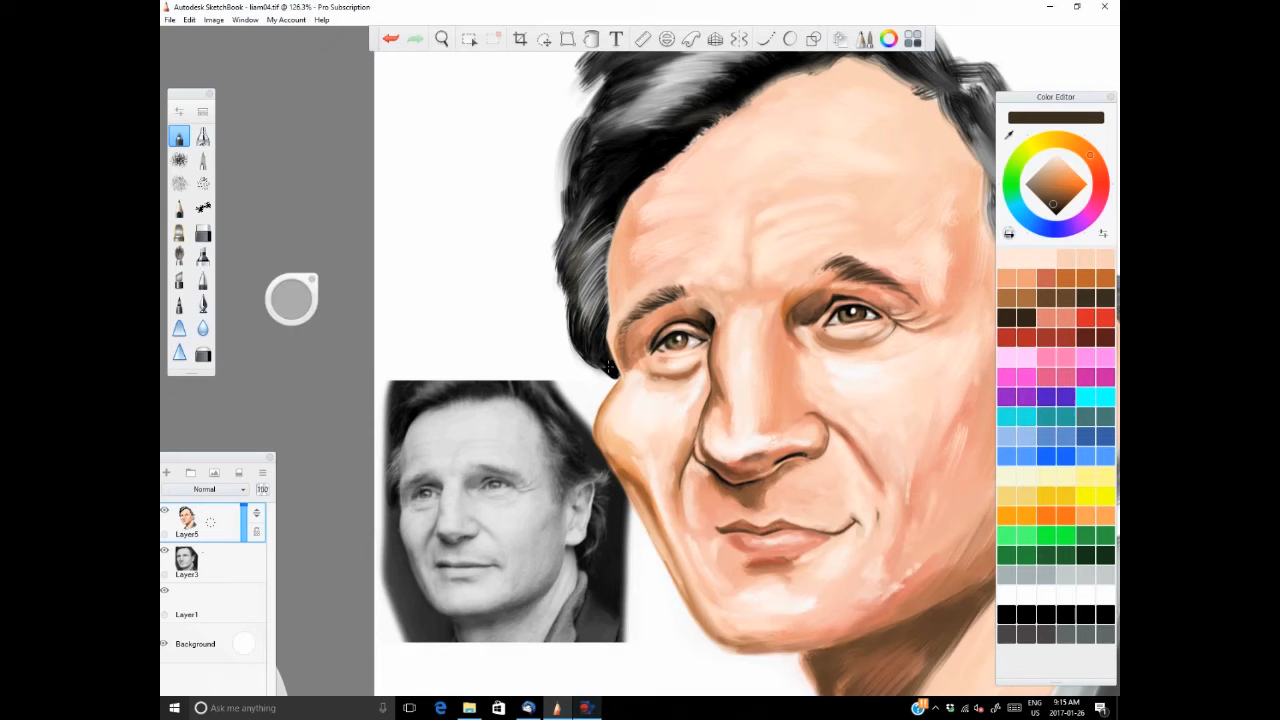 Autodesk SketchBook - liam04.tif @ 126.3% - Pro Subscription
File Edit Image Window My Account Help
Color Editor
Normal 100
Layer5
Layer3
Layer1
Background
Ask me anything
ENG 9:15 AM
US 2017-01-26